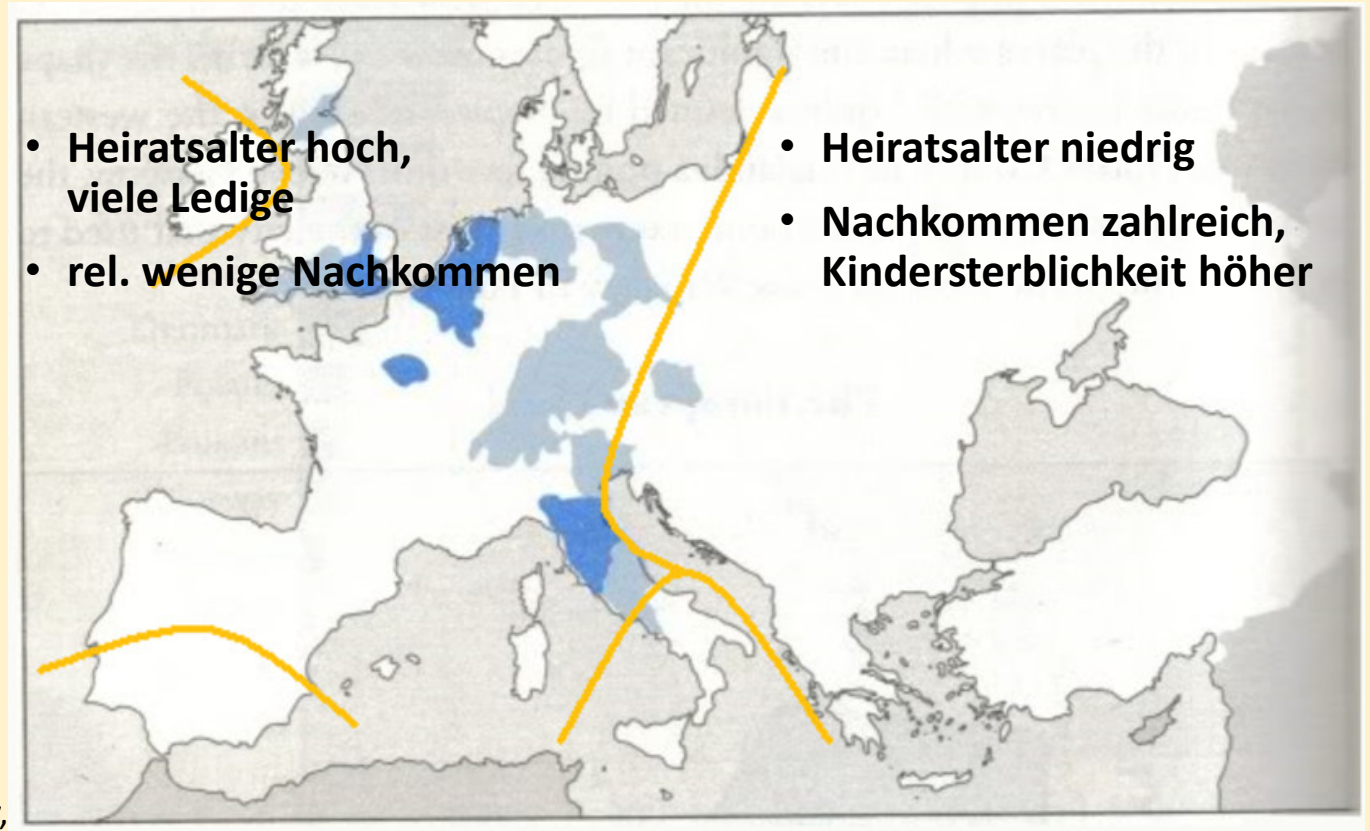 • Heiratsalter hoch,
viele Ledige
• rel. wenige Nachkommen
• Heiratsalter niedrig
• Nachkommen zahlreich,
Kindersterblichkeit höher